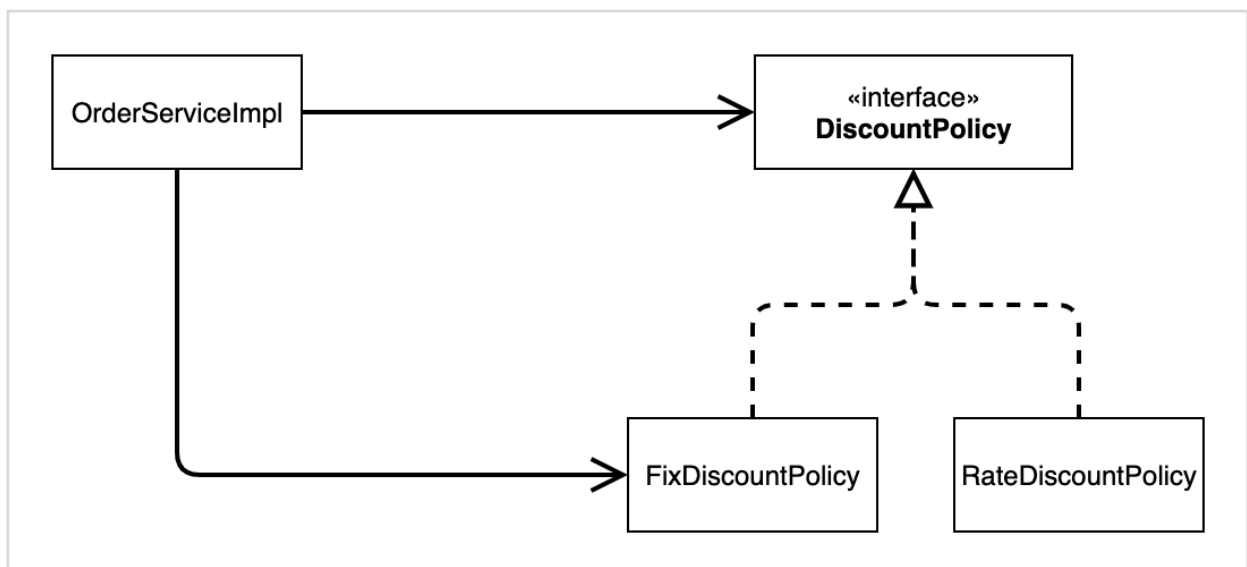 OrderServiceImpl
«interface»
DiscountPolicy
FixDiscountPolicy
RateDiscountPolicy